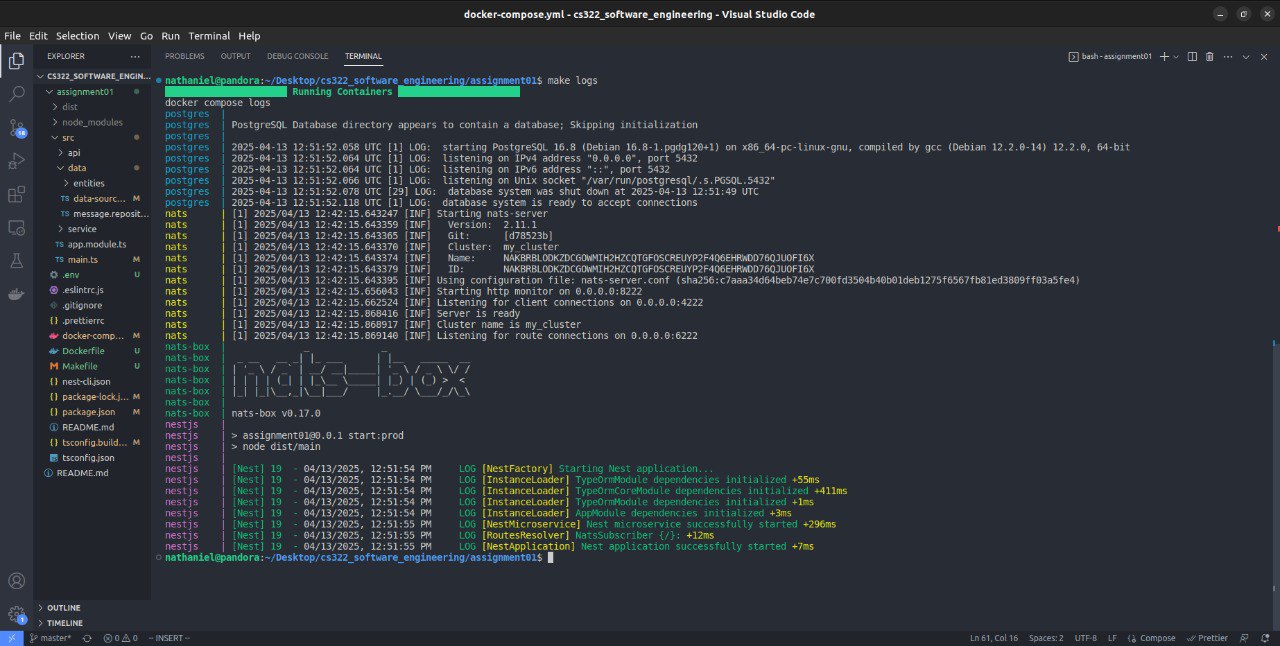 docker-compose.yml - cs322_software_engineering - Visual Studio Code
File Edit Selection View Go Run Terminal Help
EXPLORER ...
CS322_SOFTWARE_ENGIN...
assignment01
dist
node_modules
src
api
data
entities
TS data-sourc... M
TS message.reposit...
service
TS app.module.ts
TS main.ts M
.env U
.eslintrc.js
.gitignore
{} .prettierrc
docker-comp... M
Dockerfile U
M Makefile U
{} nest-cli.json
{} package-lock.j... M
{} package.json M
README.md
{} tsconfig.build... M
tsconfig.json
README.md
OUTLINE
TIMELINE
PROBLEMS OUTPUT DEBUG CONSOLE TERMINAL
bash - assignment01
nathaniel@pandora:~/Desktop/cs322_software_engineering/assignment01$ make logs
Running Containers
docker compose logs
postgres |
postgres | PostgreSQL Database directory appears to contain a database; Skipping initialization
postgres |
postgres | 2025-04-13 12:51:52.058 UTC [1] LOG:  starting PostgreSQL 16.8 (Debian 16.8-1.pgdg120+1) on x86_64-pc-linux-gnu, compiled by gcc (Debian 12.2.0-14) 12.2.0, 64-bit
postgres | 2025-04-13 12:51:52.064 UTC [1] LOG:  listening on IPv4 address "0.0.0.0", port 5432
postgres | 2025-04-13 12:51:52.064 UTC [1] LOG:  listening on IPv6 address "::", port 5432
postgres | 2025-04-13 12:51:52.066 UTC [1] LOG:  listening on Unix socket "/var/run/postgresql/.s.PGSQL.5432"
postgres | 2025-04-13 12:51:52.078 UTC [29] LOG:  database system was shut down at 2025-04-13 12:51:49 UTC
postgres | 2025-04-13 12:51:52.118 UTC [1] LOG:  database system is ready to accept connections
nats | [1] 2025/04/13 12:42:15.643247 [INF] Starting nats-server
nats | [1] 2025/04/13 12:42:15.643359 [INF]   Version:  2.11.1
nats | [1] 2025/04/13 12:42:15.643365 [INF]   Git:      [d78523b]
nats | [1] 2025/04/13 12:42:15.643370 [INF]   Cluster:  my_cluster
nats | [1] 2025/04/13 12:42:15.643374 [INF]   Name:     NAKBRBLODKZDCGOWMIH2HZCQTGFOSCREUYP2F4Q6EHRWDD76QJUOFI6X
nats | [1] 2025/04/13 12:42:15.643379 [INF]   ID:       NAKBRBLODKZDCGOWMIH2HZCQTGFOSCREUYP2F4Q6EHRWDD76QJUOFI6X
nats | [1] 2025/04/13 12:42:15.643395 [INF] Using configuration file: nats-server.conf (sha256:c7aaa34d64beb74e7c700fd3504b40b01deb1275f6567fb81ed3809ff03a5fe4)
nats | [1] 2025/04/13 12:42:15.656043 [INF] Starting http monitor on 0.0.0.0:8222
nats | [1] 2025/04/13 12:42:15.662524 [INF] Listening for client connections on 0.0.0.0:4222
nats | [1] 2025/04/13 12:42:15.868416 [INF] Server is ready
nats | [1] 2025/04/13 12:42:15.868917 [INF] Cluster name is my_cluster
nats | [1] 2025/04/13 12:42:15.869140 [INF] Listening for route connections on 0.0.0.0:6222
nats-box |
nats-box |
nats-box |
nats-box |
nats-box |
nats-box |
nats-box | nats-box v0.17.0
nestjs |
nestjs | > assignment01@0.0.1 start:prod
nestjs | > node dist/main
nestjs |
nestjs | [Nest] 19  - 04/13/2025, 12:51:54 PM     LOG [NestFactory] Starting Nest application...
nestjs | [Nest] 19  - 04/13/2025, 12:51:54 PM     LOG [InstanceLoader] TypeOrmModule dependencies initialized +55ms
nestjs | [Nest] 19  - 04/13/2025, 12:51:54 PM     LOG [InstanceLoader] TypeOrmCoreModule dependencies initialized +411ms
nestjs | [Nest] 19  - 04/13/2025, 12:51:54 PM     LOG [InstanceLoader] TypeOrmModule dependencies initialized +1ms
nestjs | [Nest] 19  - 04/13/2025, 12:51:54 PM     LOG [InstanceLoader] AppModule dependencies initialized +3ms
nestjs | [Nest] 19  - 04/13/2025, 12:51:55 PM     LOG [NestMicroservice] Nest microservice successfully started +296ms
nestjs | [Nest] 19  - 04/13/2025, 12:51:55 PM     LOG [RoutesResolver] NatsSubscriber {/}: +12ms
nestjs | [Nest] 19  - 04/13/2025, 12:51:55 PM     LOG [NestApplication] Nest application successfully started +7ms
nathaniel@pandora:~/Desktop/cs322_software_engineering/assignment01$
18
1
master* 0 0 -- INSERT -- Ln 61, Col 16 Spaces: 2 UTF-8 LF Compose Prettier